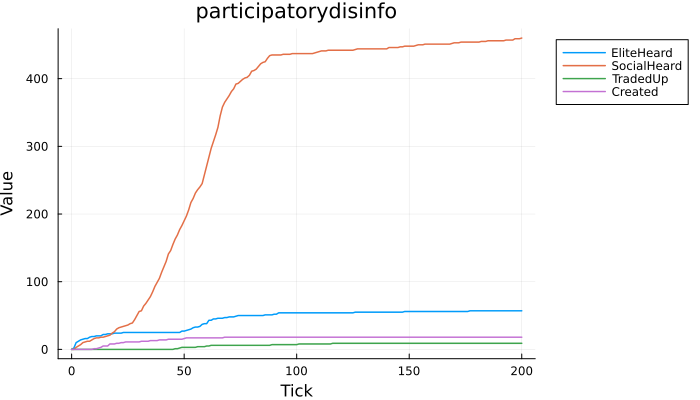 participatorydisinfo
EliteHeard
SocialHeard
TradedUp
Created
Value
400
300
200
100
0
0
50
100
150
200
Tick